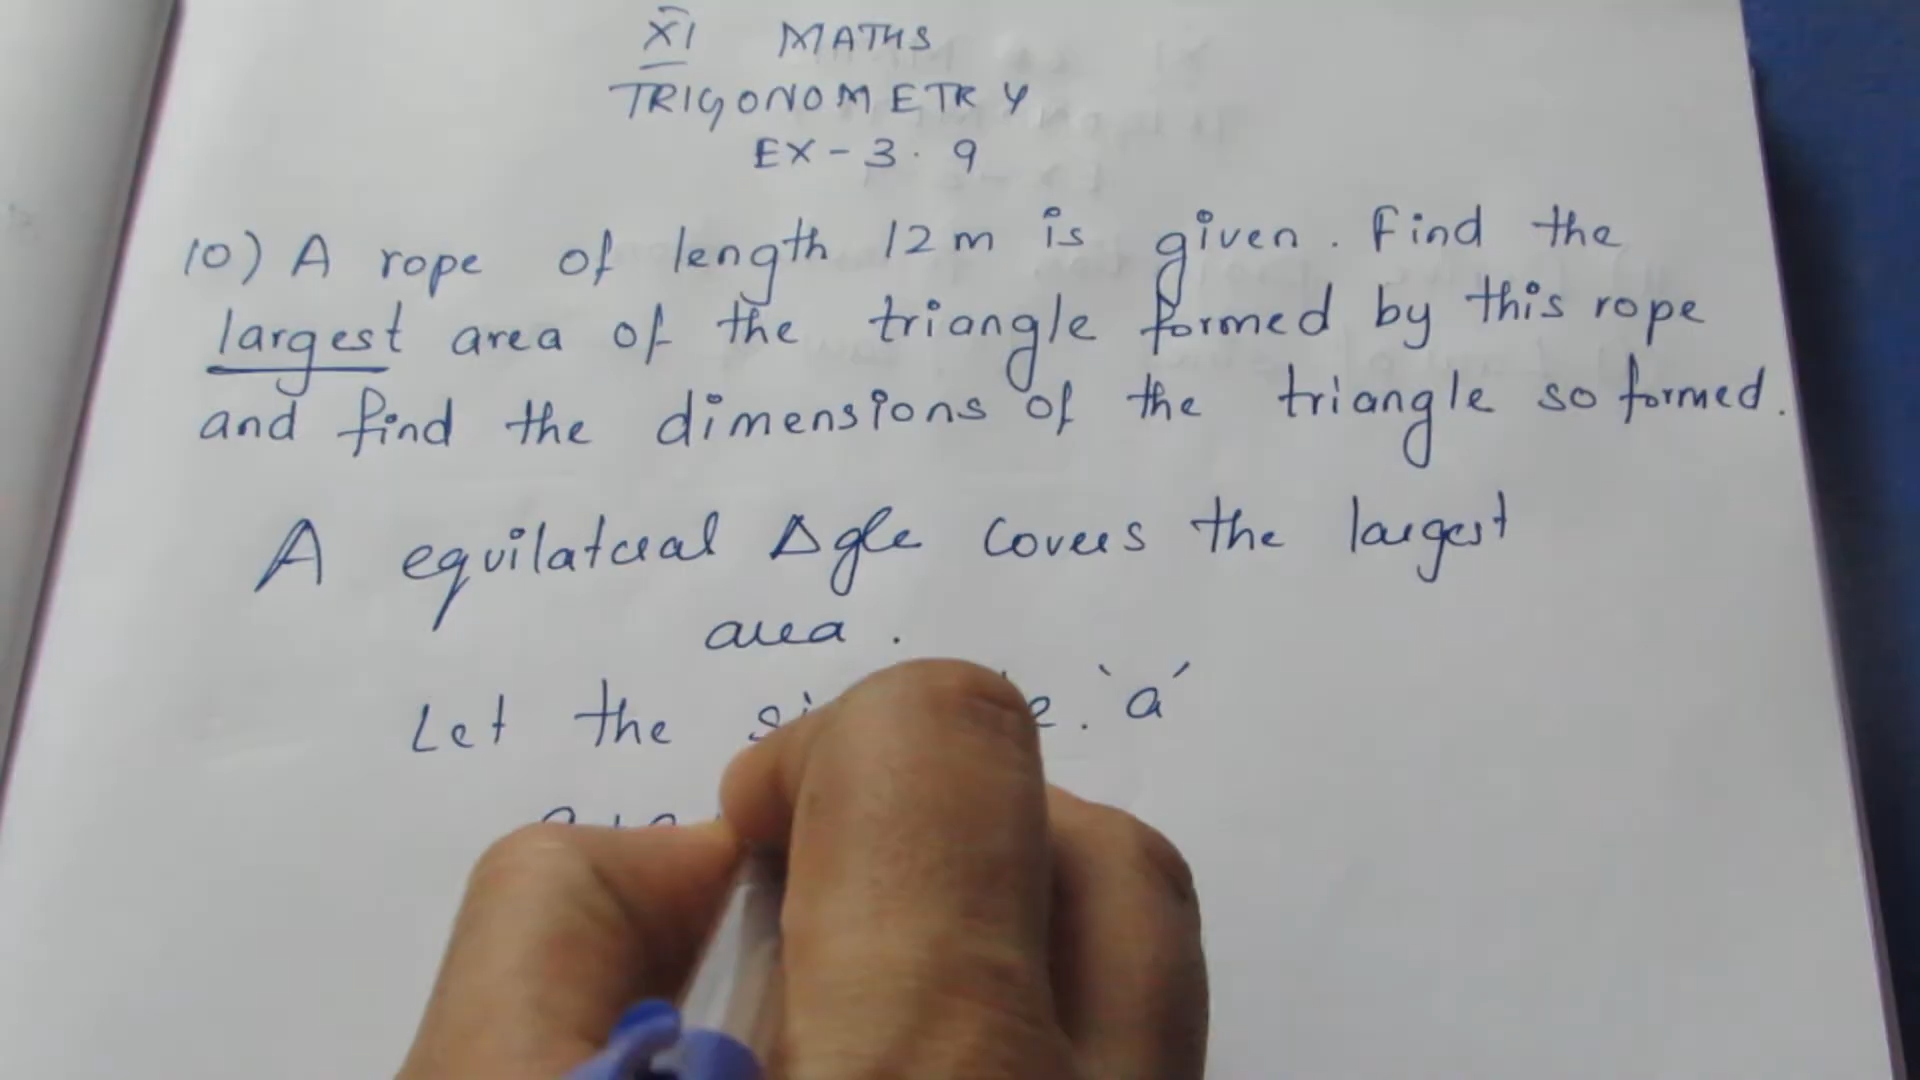 XI MATHS
TRIGONOMETRY
EX-3.9
10) A rope of length 12m is given. Find the
largest area of the triangle formed by this rope
and find the dimensions of the triangle so formed.
A equilateral Δgle covers the largest
area.
Let the 'a'